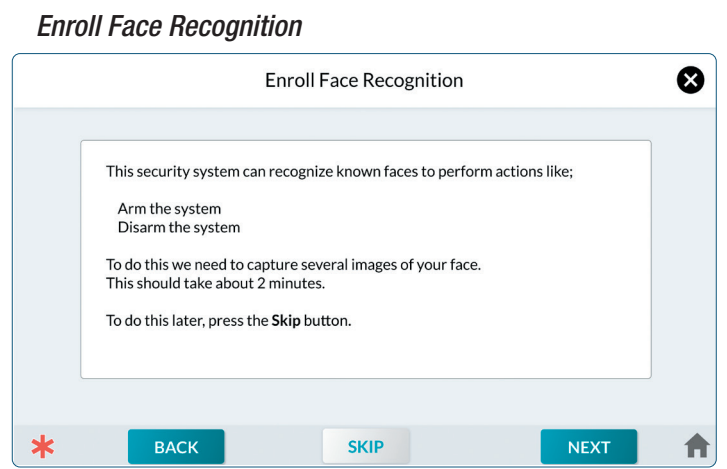 Enroll Face Recognition
Enroll Face Recognition
This security system can recognize known faces to perform actions like;
Arm the system
Disarm the system
To do this we need to capture several images of your face.
This should take about 2 minutes.
To do this later, press the Skip button.
BACK
SKIP
NEXT